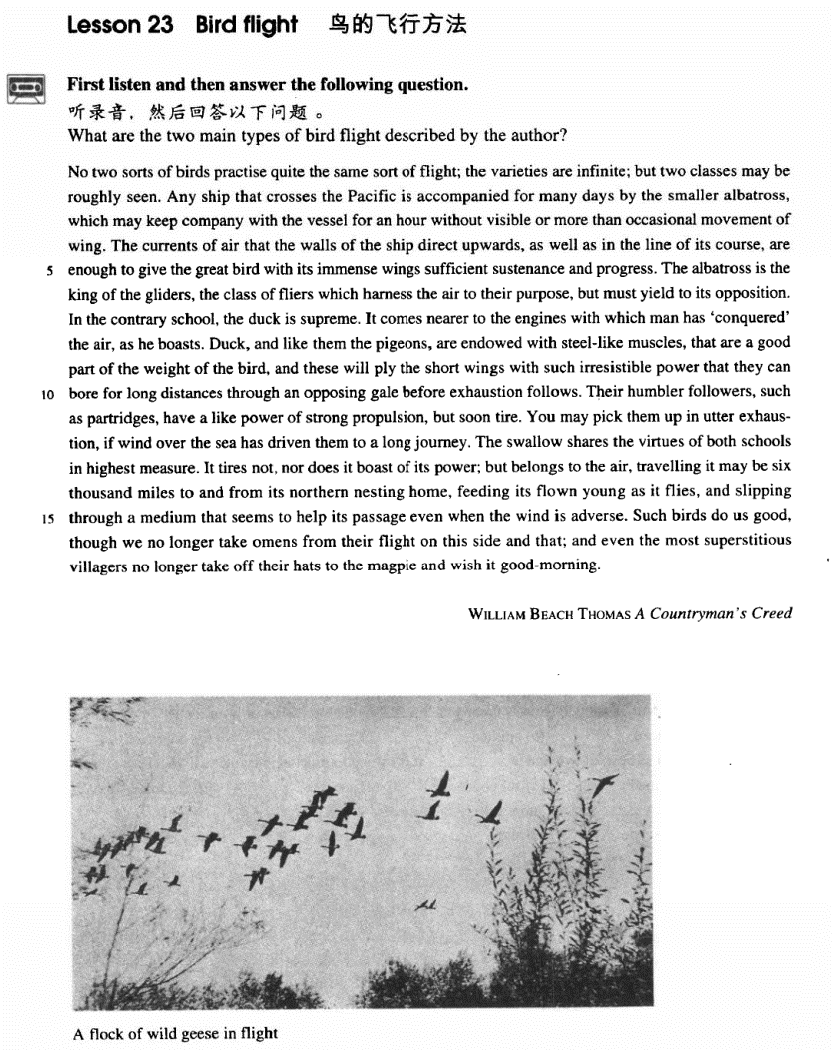 Lesson 23 Bird flight 鸟的飞行方法
First listen and then answer the following question.
听录音，然后回答以下问题。
What are the two main types of bird flight described by the author?
No two sorts of birds practise quite the same sort of flight; the varieties are infinite; but two classes may be
roughly seen. Any ship that crosses the Pacific is accompanied for many days by the smaller albatross,
which may keep company with the vessel for an hour without visible or more than occasional movement of
wing. The currents of air that the walls of the ship direct upwards, as well as in the line of its course, are
5 enough to give the great bird with its immense wings sufficient sustenance and progress. The albatross is the
king of the gliders, the class of fliers which harness the air to their purpose, but must yield to its opposition.
In the contrary school, the duck is supreme. It comes nearer to the engines with which man has ‘conquered’
the air, as he boasts. Duck, and like them the pigeons, are endowed with steel-like muscles, that are a good
part of the weight of the bird, and these will ply the short wings with such irresistible power that they can
10 bore for long distances through an opposing gale before exhaustion follows. Their humbler followers, such
as partridges, have a like power of strong propulsion, but soon tire. You may pick them up in utter exhaus-
tion, if wind over the sea has driven them to a long journey. The swallow shares the virtues of both schools
in highest measure. It tires not, nor does it boast of its power; but belongs to the air, travelling it may be six
thousand miles to and from its northern nesting home, feeding its flown young as it flies, and slipping
15 through a medium that seems to help its passage even when the wind is adverse. Such birds do us good,
though we no longer take omens from their flight on this side and that; and even the most superstitious
villagers no longer take off their hats to the magpie and wish it good-morning.
WILLIAM BEACH THOMAS A Countryman’s Creed
A flock of wild geese in flight